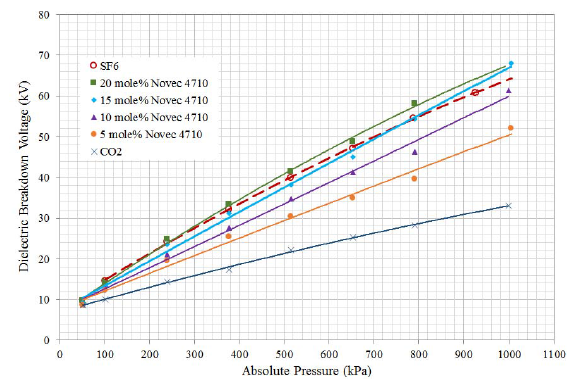 80
70
60
50
40
30
20
10
0
Dielectric Breakdown Voltage (kV)
SF6
20 mole% Novec 4710
15 mole% Novec 4710
10 mole% Novec 4710
5 mole% Novec 4710
CO2
0 100 200 300 400 500 600 700 800 900 1000 1100
Absolute Pressure (kPa)